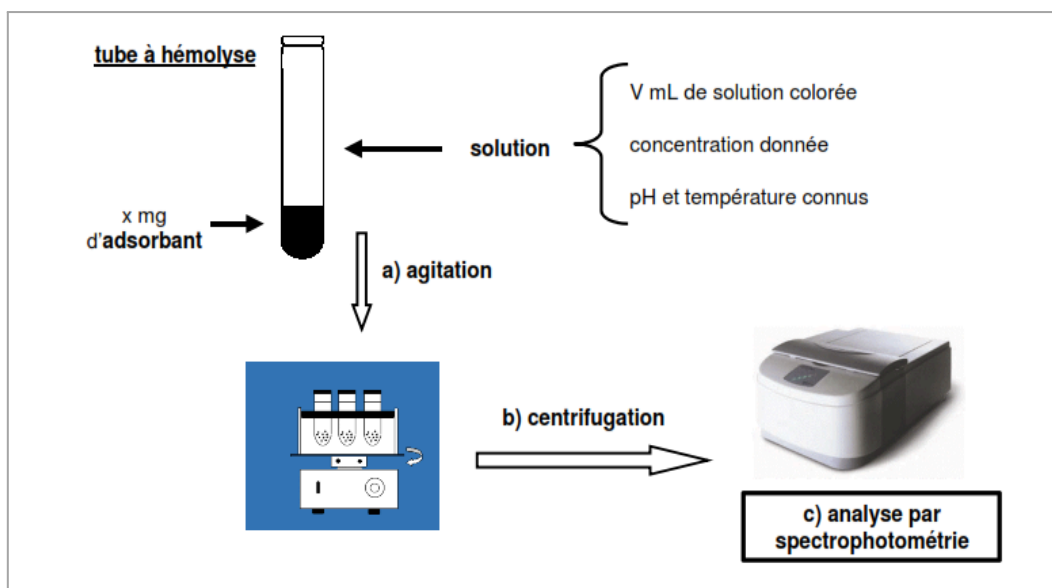 tube à hémolyse
V mL de solution colorée
solution
concentration donnée
pH et température connus
x mg
d'adsorbant
a) agitation
b) centrifugation
c) analyse par
spectrophotométrie